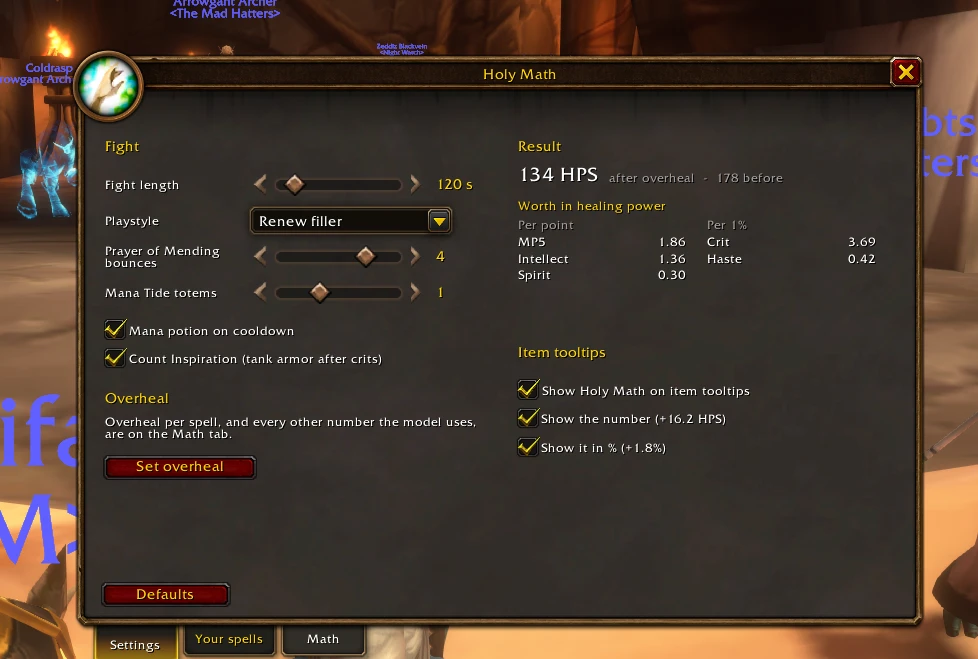 Arrowgant Archer
<The Mad Hatters>
Zeddiz Blackvein
<Night Watch>
Coldrasp
Holy Math
Fight
Fight length
120 s
Playstyle
Renew filler
Prayer of Mending
bounces
4
Mana Tide totems
1
Mana potion on cooldown
Count Inspiration (tank armor after crits)
Overheal
Overheal per spell, and every other number the model uses,
are on the Math tab.
Set overheal
Defaults
Result
134 HPS after overheal - 178 before
Worth in healing power
Per point Per 1%
MP5 1.86 Crit 3.69
Intellect 1.36 Haste 0.42
Spirit 0.30
Item tooltips
Show Holy Math on item tooltips
Show the number (+16.2 HPS)
Show it in % (+1.8%)
Settings Your spells Math